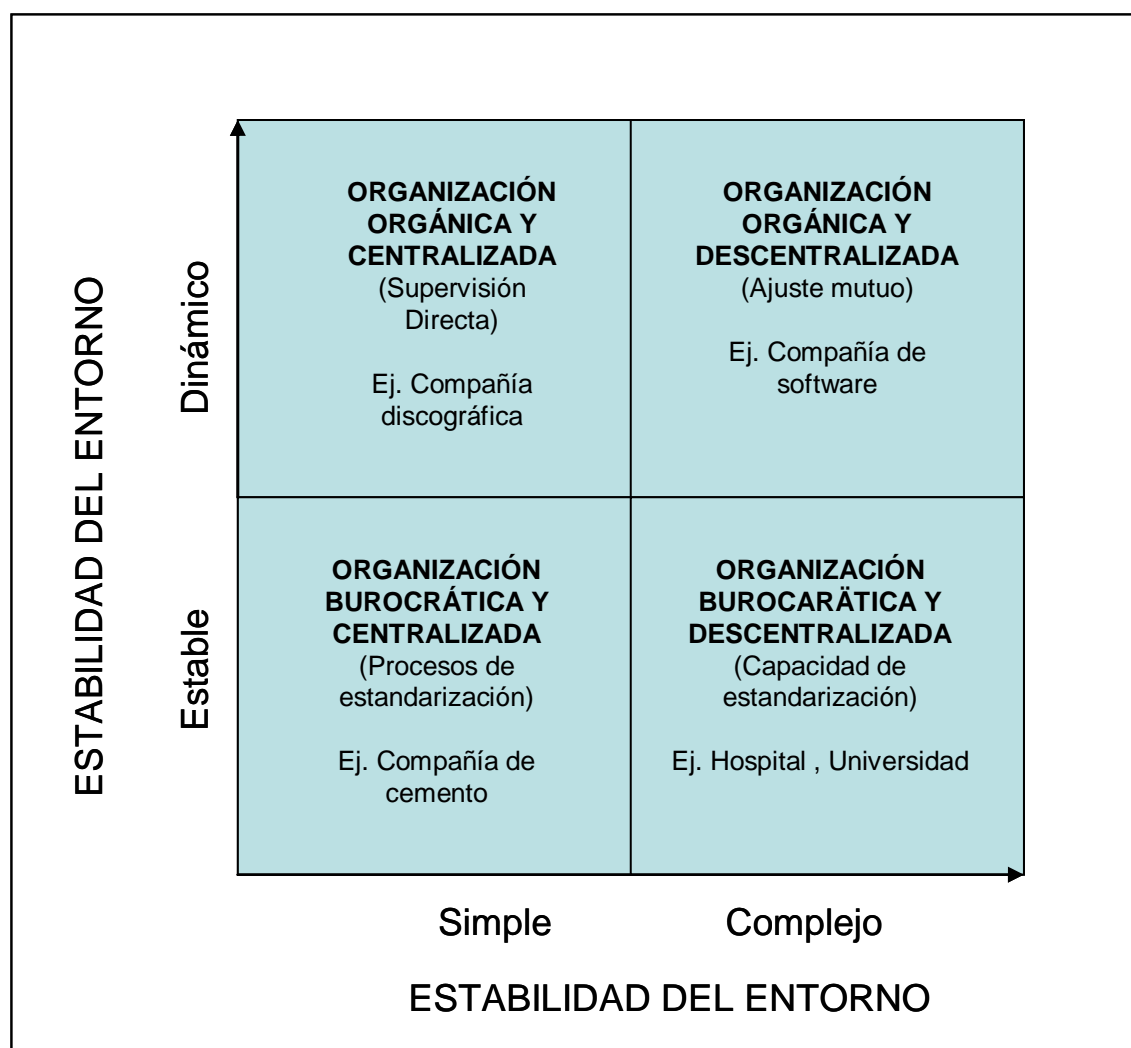 ESTABILIDAD DEL ENTORNO
Dinámico
Estable
ORGANIZACIÓN
ORGÁNICA Y
CENTRALIZADA
(Supervisión
Directa)
Ej. Compañía
discográfica
ORGANIZACIÓN
ORGÁNICA Y
DESCENTRALIZADA
(Ajuste mutuo)
Ej. Compañía de
software
ORGANIZACIÓN
BUROCRÁTICA Y
CENTRALIZADA
(Procesos de
estandarización)
Ej. Compañía de
cemento
ORGANIZACIÓN
BUROCARÄTICA Y
DESCENTRALIZADA
(Capacidad de
estandarización)
Ej. Hospital , Universidad
Simple
Complejo
ESTABILIDAD DEL ENTORNO